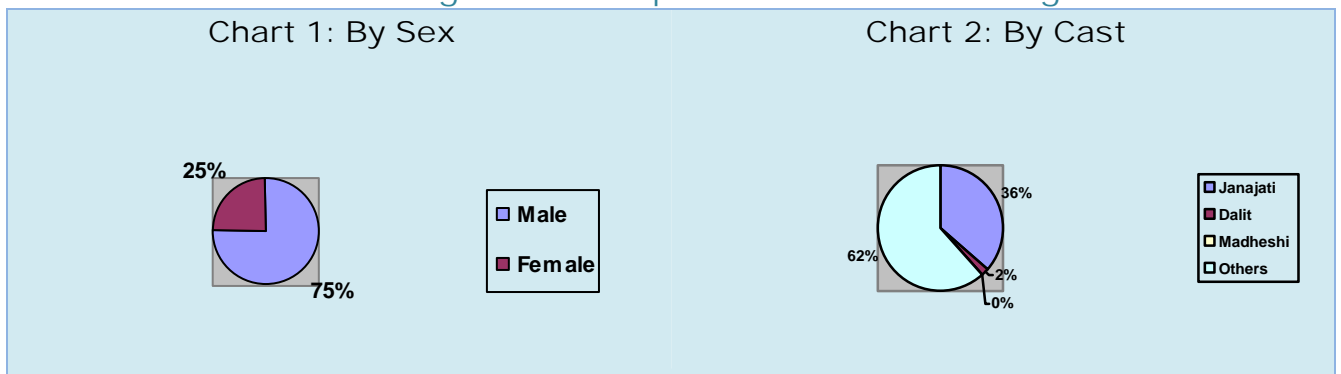 Chart 1: By Sex
25%
75%
Male
Female
Chart 2: By Cast
36%
2%
0%
62%
Janajati
Dalit
Madheshi
Others